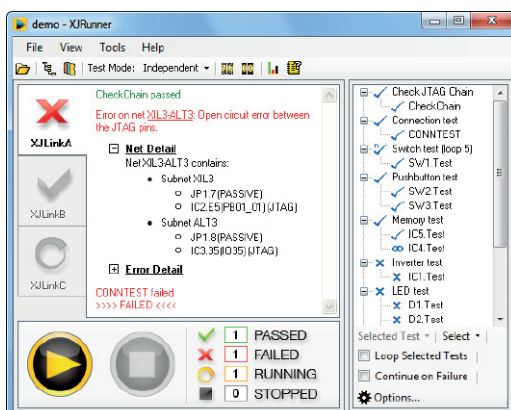 demo - XJRunner
File View Tools Help
Test Mode: Independent
XJLinkA
XJLinkB
XJLinkC
CheckChain passed
Error on net XIL3-ALT3: Open circuit error between
the JTAG pins.
Net Detail
Net XIL3-ALT3 contains:
Subnet XIL3
JP1.7(PASSIVE)
IC2.E5(PB01_01)(JTAG)
Subnet ALT3
JP1.8(PASSIVE)
IC3.35(IO35)(JTAG)
Error Detail
CONNTEST failed
>>>> FAILED <<<<
1 PASSED
1 FAILED
1 RUNNING
0 STOPPED
Check JTAG Chain
CheckChain
Connection test
CONNTEST
Switch test (loop 5)
SW1.Test
Pushbutton test
SW2.Test
SW3.Test
Memory test
IC5.Test
IC4.Test
Inverter test
IC1.Test
LED test
D1.Test
D2.Test
Selected Test Select
Loop Selected Tests
Continue on Failure
Options...